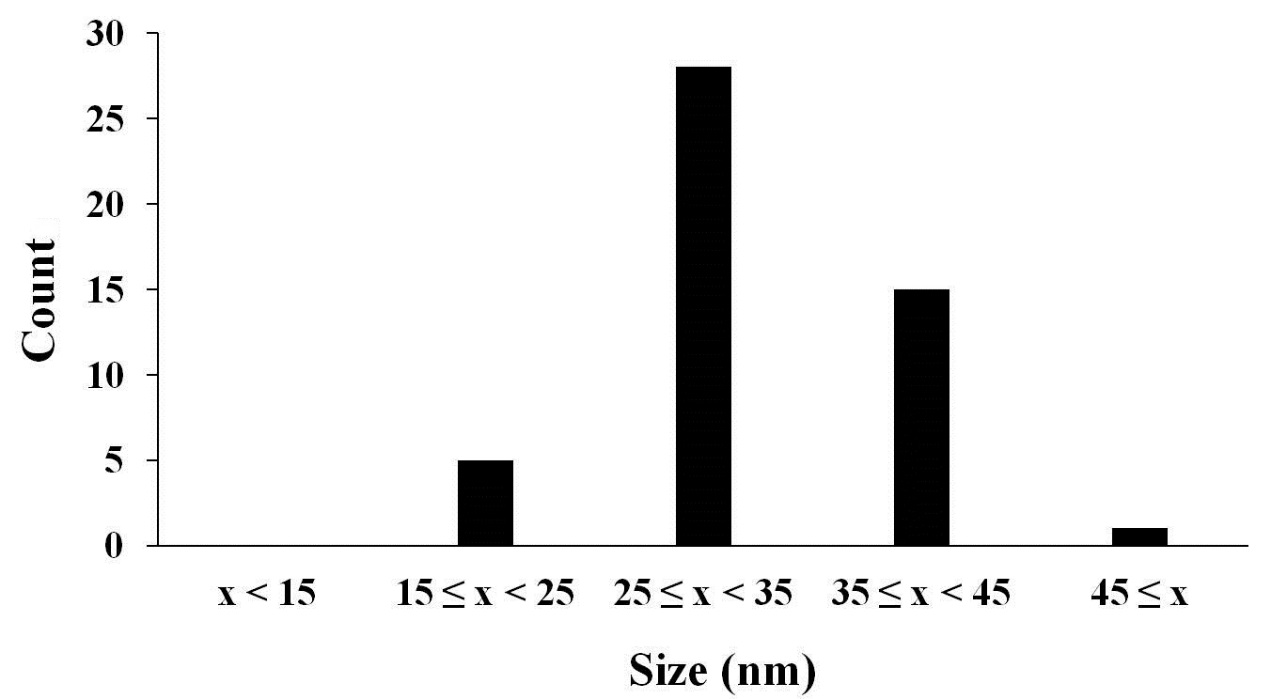 30
25
20
15
10
5
0
Count
x < 15
15 ≤ x < 25
25 ≤ x < 35
35 ≤ x < 45
45 ≤ x
Size (nm)